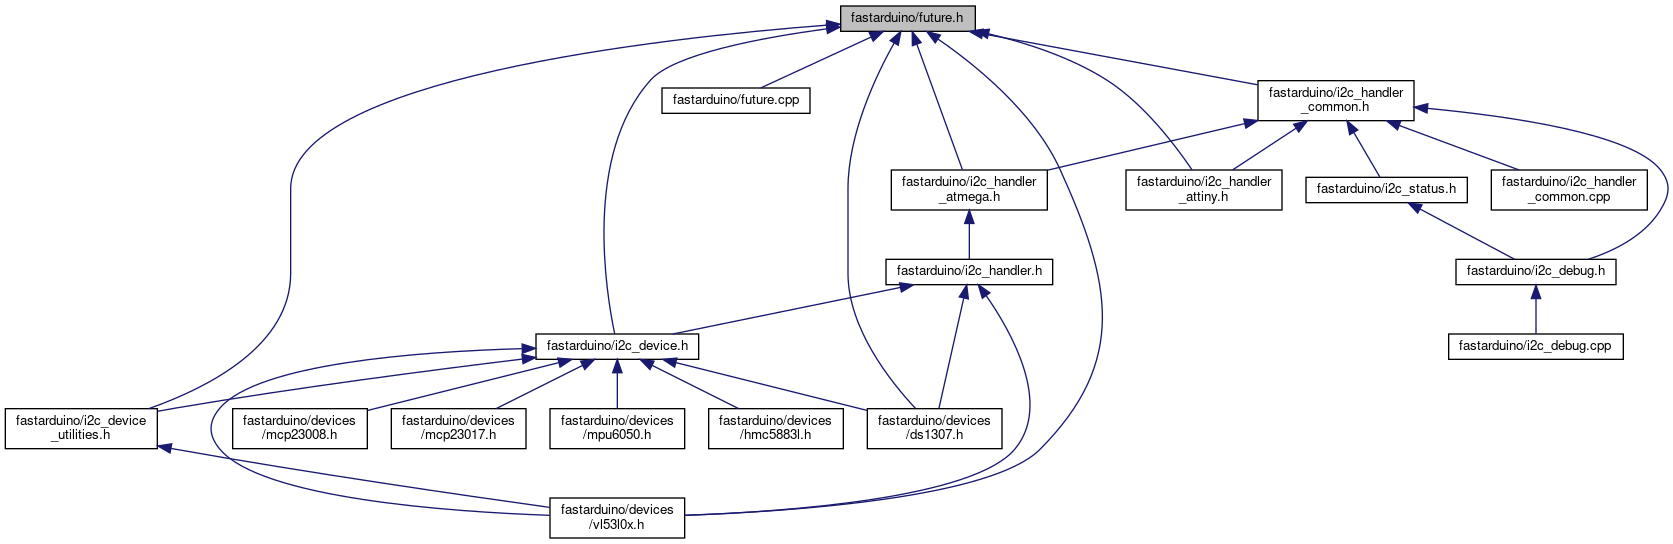 fastarduino/future.h
fastarduino/future.cpp
fastarduino/i2c_handler
_common.h
fastarduino/i2c_handler
_atmega.h
fastarduino/i2c_handler
_attiny.h
fastarduino/i2c_status.h
fastarduino/i2c_handler
_common.cpp
fastarduino/i2c_handler.h
fastarduino/i2c_debug.h
fastarduino/i2c_device.h
fastarduino/i2c_debug.cpp
fastarduino/i2c_device
_utilities.h
fastarduino/devices
/mcp23008.h
fastarduino/devices
/mcp23017.h
fastarduino/devices
/mpu6050.h
fastarduino/devices
/hmc5883l.h
fastarduino/devices
/ds1307.h
fastarduino/devices
/vl53l0x.h